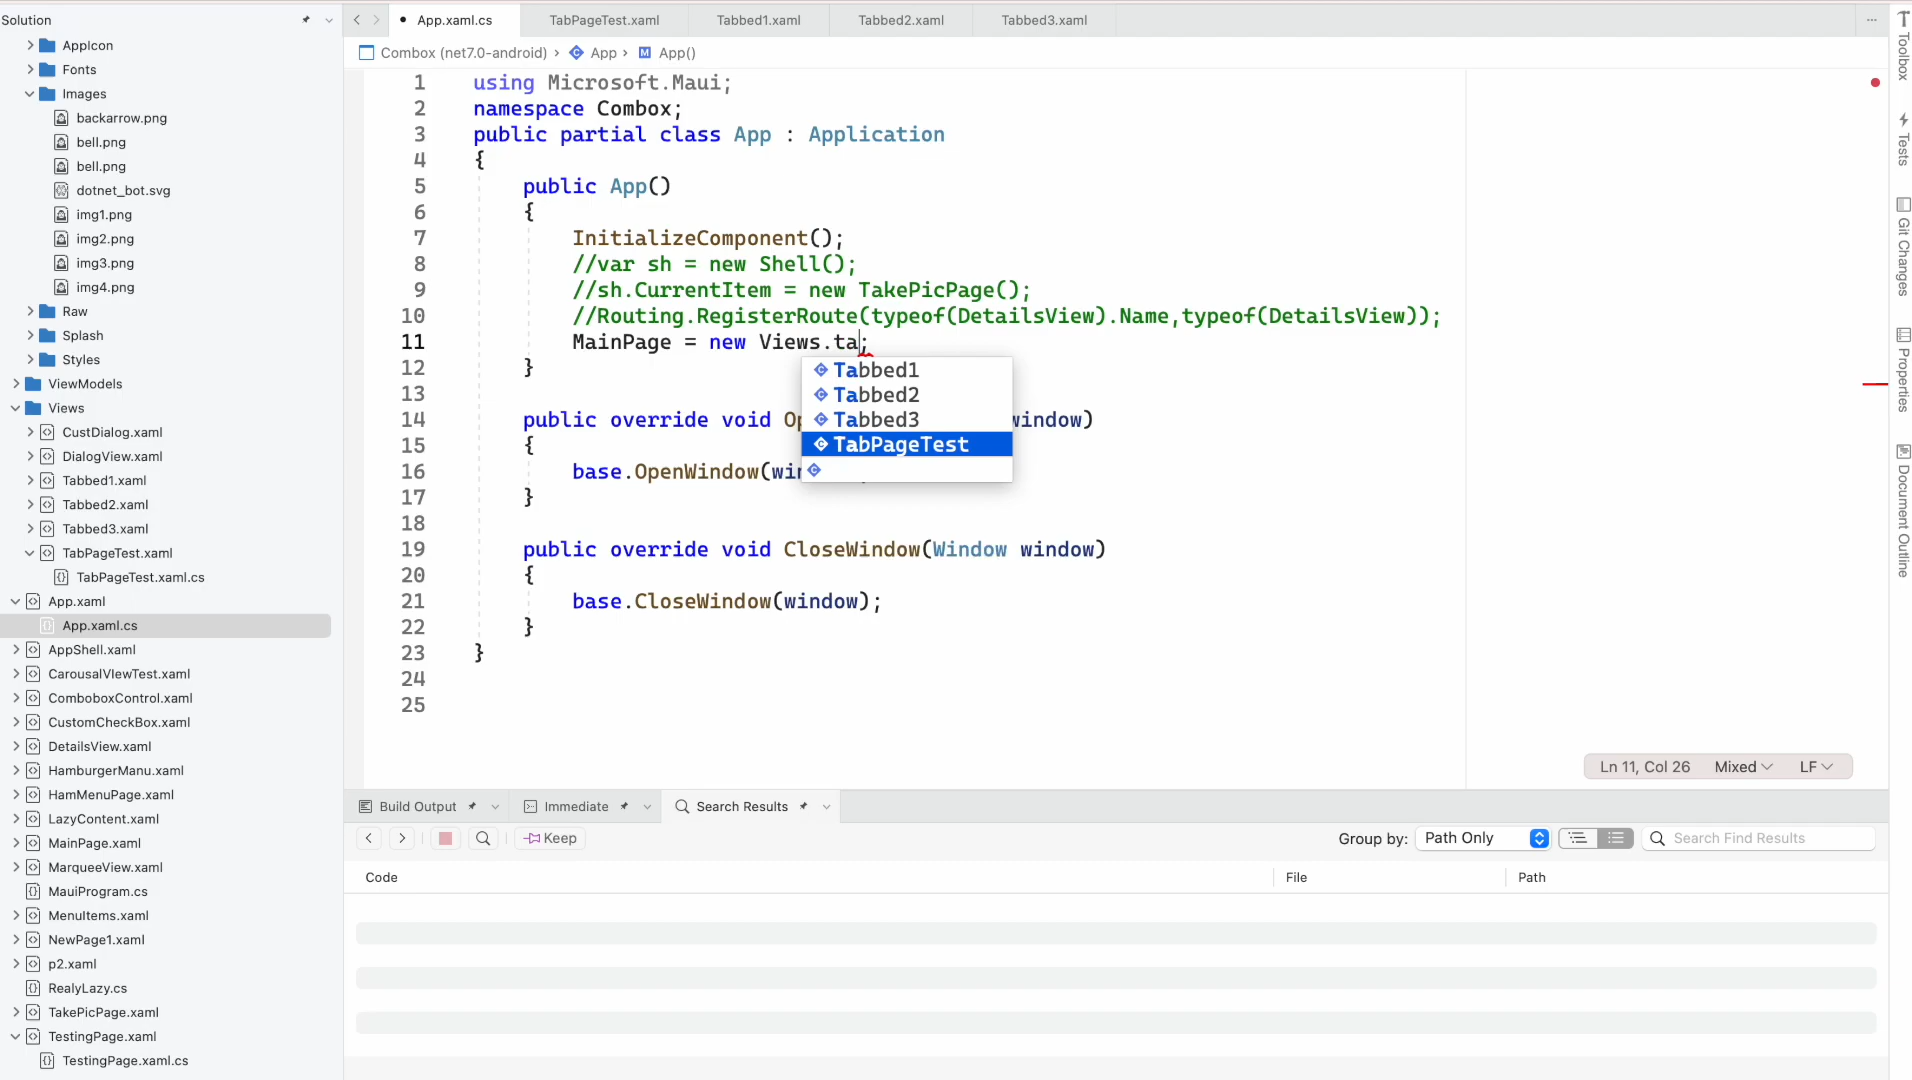 Solution
AppIcon
Fonts
Images
backarrow.png
bell.png
bell.png
dotnet_bot.svg
img1.png
img2.png
img3.png
img4.png
Raw
Splash
Styles
ViewModels
Views
CustDialog.xaml
DialogView.xaml
Tabbed1.xaml
Tabbed2.xaml
Tabbed3.xaml
TabPageTest.xaml
TabPageTest.xaml.cs
App.xaml
App.xaml.cs
AppShell.xaml
CarousalVIewTest.xaml
ComboboxControl.xaml
CustomCheckBox.xaml
DetailsView.xaml
HamburgerManu.xaml
HamMenuPage.xaml
LazyContent.xaml
MainPage.xaml
MarqueeView.xaml
MauiProgram.cs
MenuItems.xaml
NewPage1.xaml
p2.xaml
RealyLazy.cs
TakePicPage.xaml
TestingPage.xaml
TestingPage.xaml.cs
App.xaml.cs TabPageTest.xaml Tabbed1.xaml Tabbed2.xaml Tabbed3.xaml
Combox (net7.0-android) › App › M App()
1 using Microsoft.Maui;
2 namespace Combox;
3 public partial class App : Application
4 {
5 public App()
6 {
7 InitializeComponent();
8 //var sh = new Shell();
9 //sh.CurrentItem = new TakePicPage();
10 //Routing.RegisterRoute(typeof(DetailsView).Name,typeof(DetailsView));
11 MainPage = new Views.ta;
12 }
13
14 public override void Op window)
15 {
16 base.OpenWindow(win
17 }
18
19 public override void CloseWindow(Window window)
20 {
21 base.CloseWindow(window);
22 }
23 }
24
25
Tabbed1
Tabbed2
Tabbed3
TabPageTest
Ln 11, Col 26 Mixed LF
Build Output Immediate Search Results
Keep Group by: Path Only Search Find Results
Code File Path
Toolbox
Tests
Git Changes
Properties
Document Outline